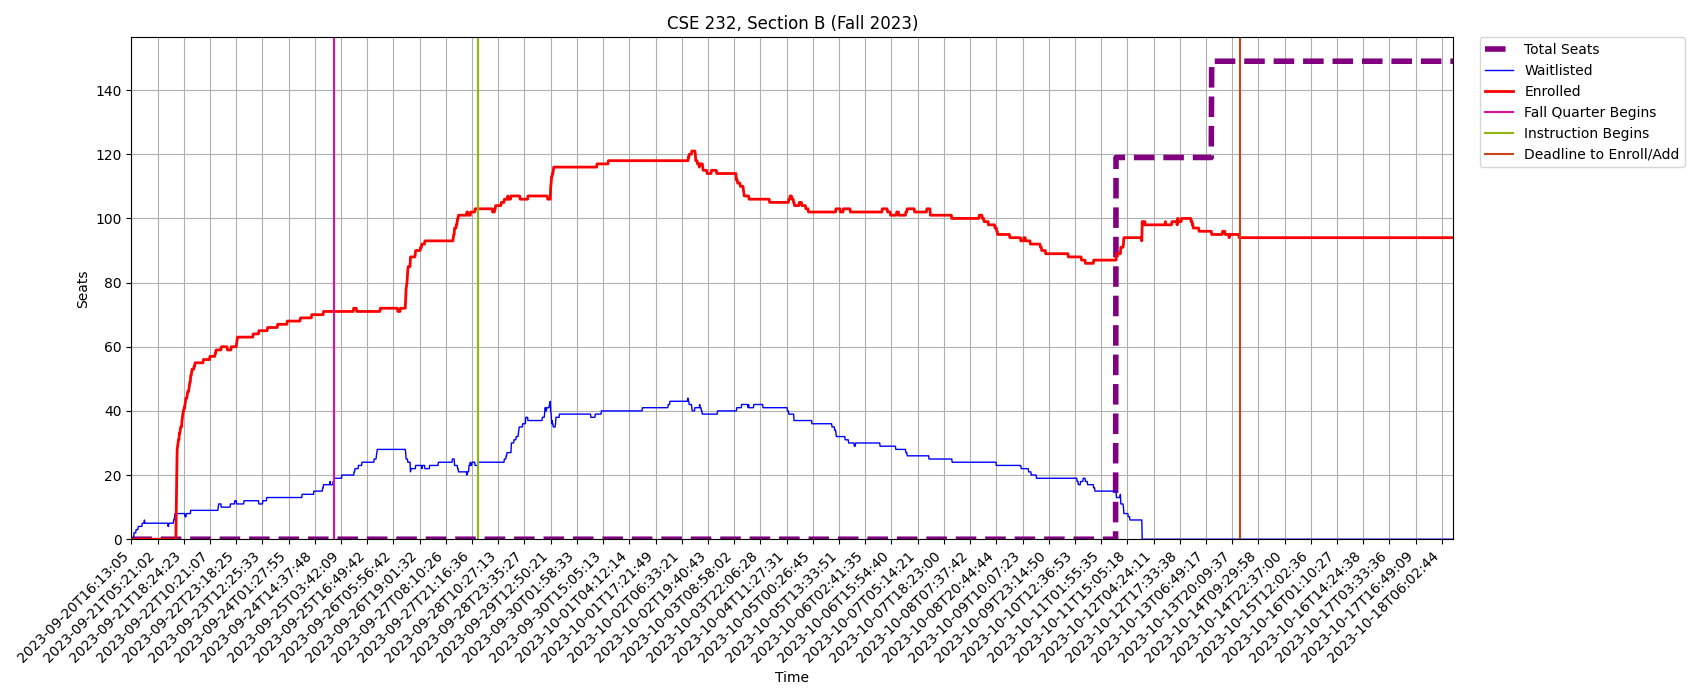 CSE 232, Section B (Fall 2023)
Total Seats
Waitlisted
Enrolled
Fall Quarter Begins
Instruction Begins
Deadline to Enroll/Add
Seats
140
120
100
80
60
40
20
0
2023-09-20T16:13:05
2023-09-21T05:21:02
2023-09-21T18:24:23
2023-09-22T10:21:07
2023-09-22T23:18:25
2023-09-23T12:25:33
2023-09-24T01:27:55
2023-09-24T14:37:48
2023-09-25T03:42:09
2023-09-25T16:49:42
2023-09-26T05:56:42
2023-09-26T19:01:32
2023-09-27T08:10:26
2023-09-27T21:16:36
2023-09-28T10:27:13
2023-09-28T23:35:27
2023-09-29T12:50:21
2023-09-30T01:58:33
2023-09-30T15:05:13
2023-10-01T04:12:14
2023-10-01T17:21:49
2023-10-02T06:33:21
2023-10-02T19:40:43
2023-10-03T08:58:02
2023-10-03T22:06:28
2023-10-04T11:27:31
2023-10-05T00:26:45
2023-10-05T13:33:51
2023-10-06T02:41:35
2023-10-06T15:54:40
2023-10-07T05:14:21
2023-10-07T18:23:00
2023-10-08T07:37:42
2023-10-08T20:44:44
2023-10-09T10:07:23
2023-10-09T23:14:50
2023-10-10T12:36:53
2023-10-11T01:55:35
2023-10-11T15:05:18
2023-10-12T04:24:11
2023-10-12T17:33:38
2023-10-13T06:49:17
2023-10-13T20:09:37
2023-10-14T09:29:58
2023-10-14T22:37:00
2023-10-15T12:02:36
2023-10-16T01:10:27
2023-10-16T14:24:38
2023-10-17T03:33:36
2023-10-17T16:49:09
2023-10-18T06:02:44
Time